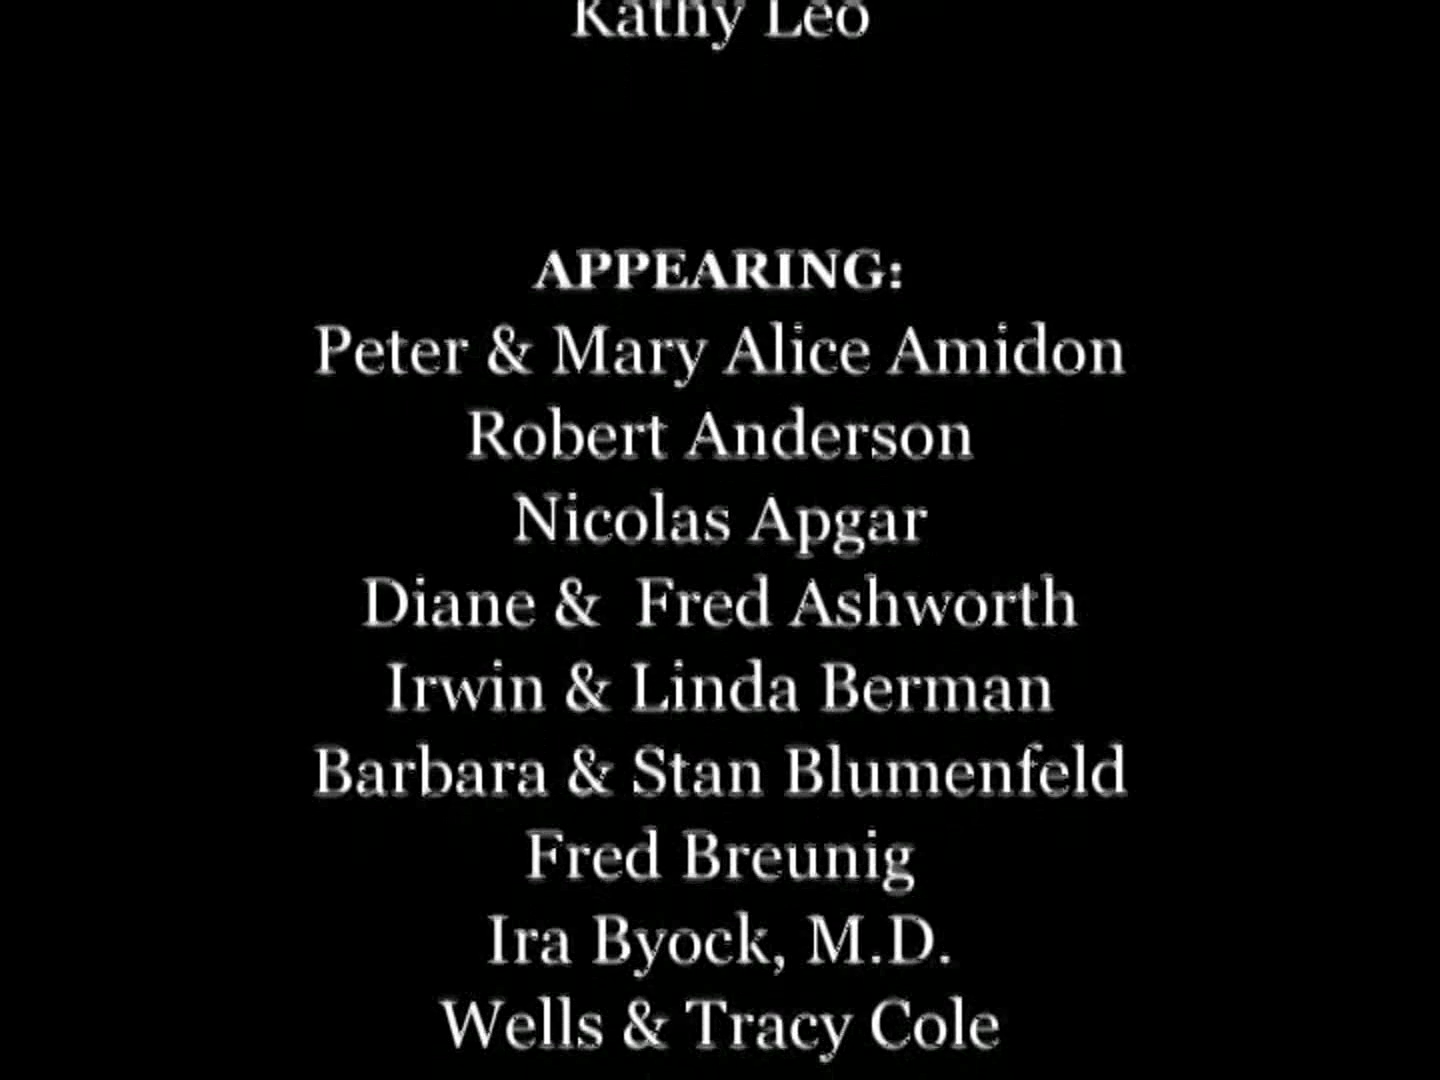 Kathy Leo
APPEARING:
Peter & Mary Alice Amidon
Robert Anderson
Nicolas Apgar
Diane &  Fred Ashworth
Irwin & Linda Berman
Barbara & Stan Blumenfeld
Fred Breunig
Ira Byock, M.D.
Wells & Tracy Cole